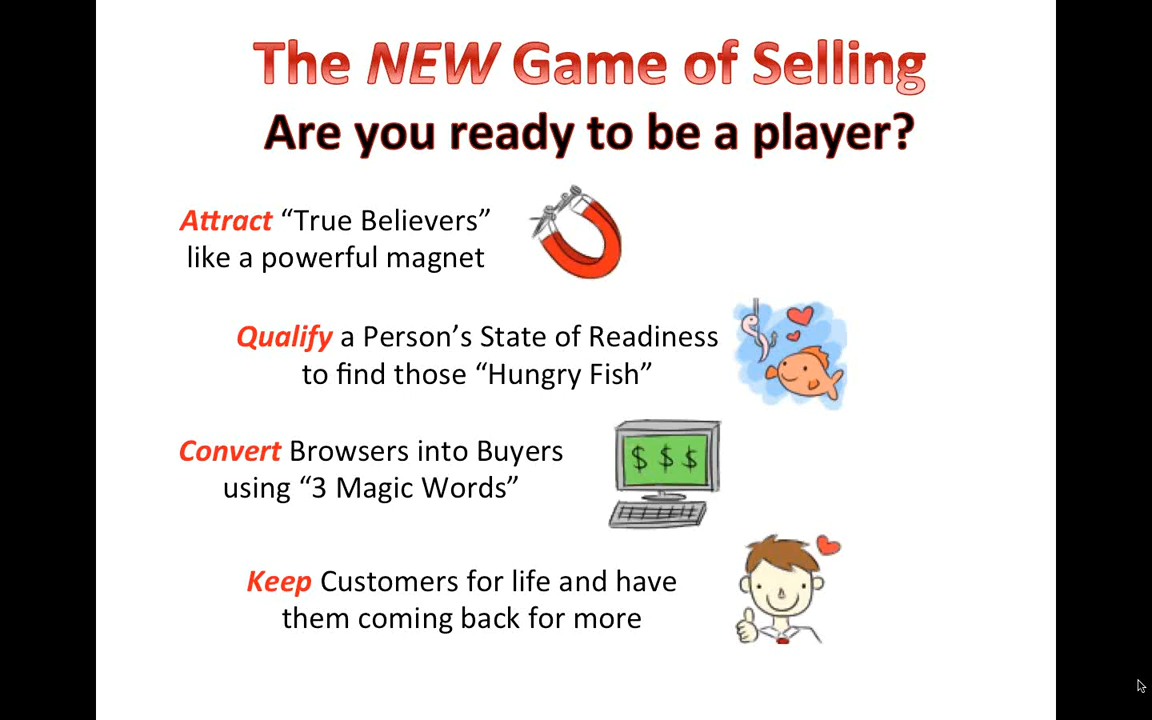 The NEW Game of Selling
Are you ready to be a player?
Attract “True Believers”
like a powerful magnet
Qualify a Person’s State of Readiness
to find those “Hungry Fish”
Convert Browsers into Buyers
using “3 Magic Words”
$ $ $
Keep Customers for life and have
them coming back for more